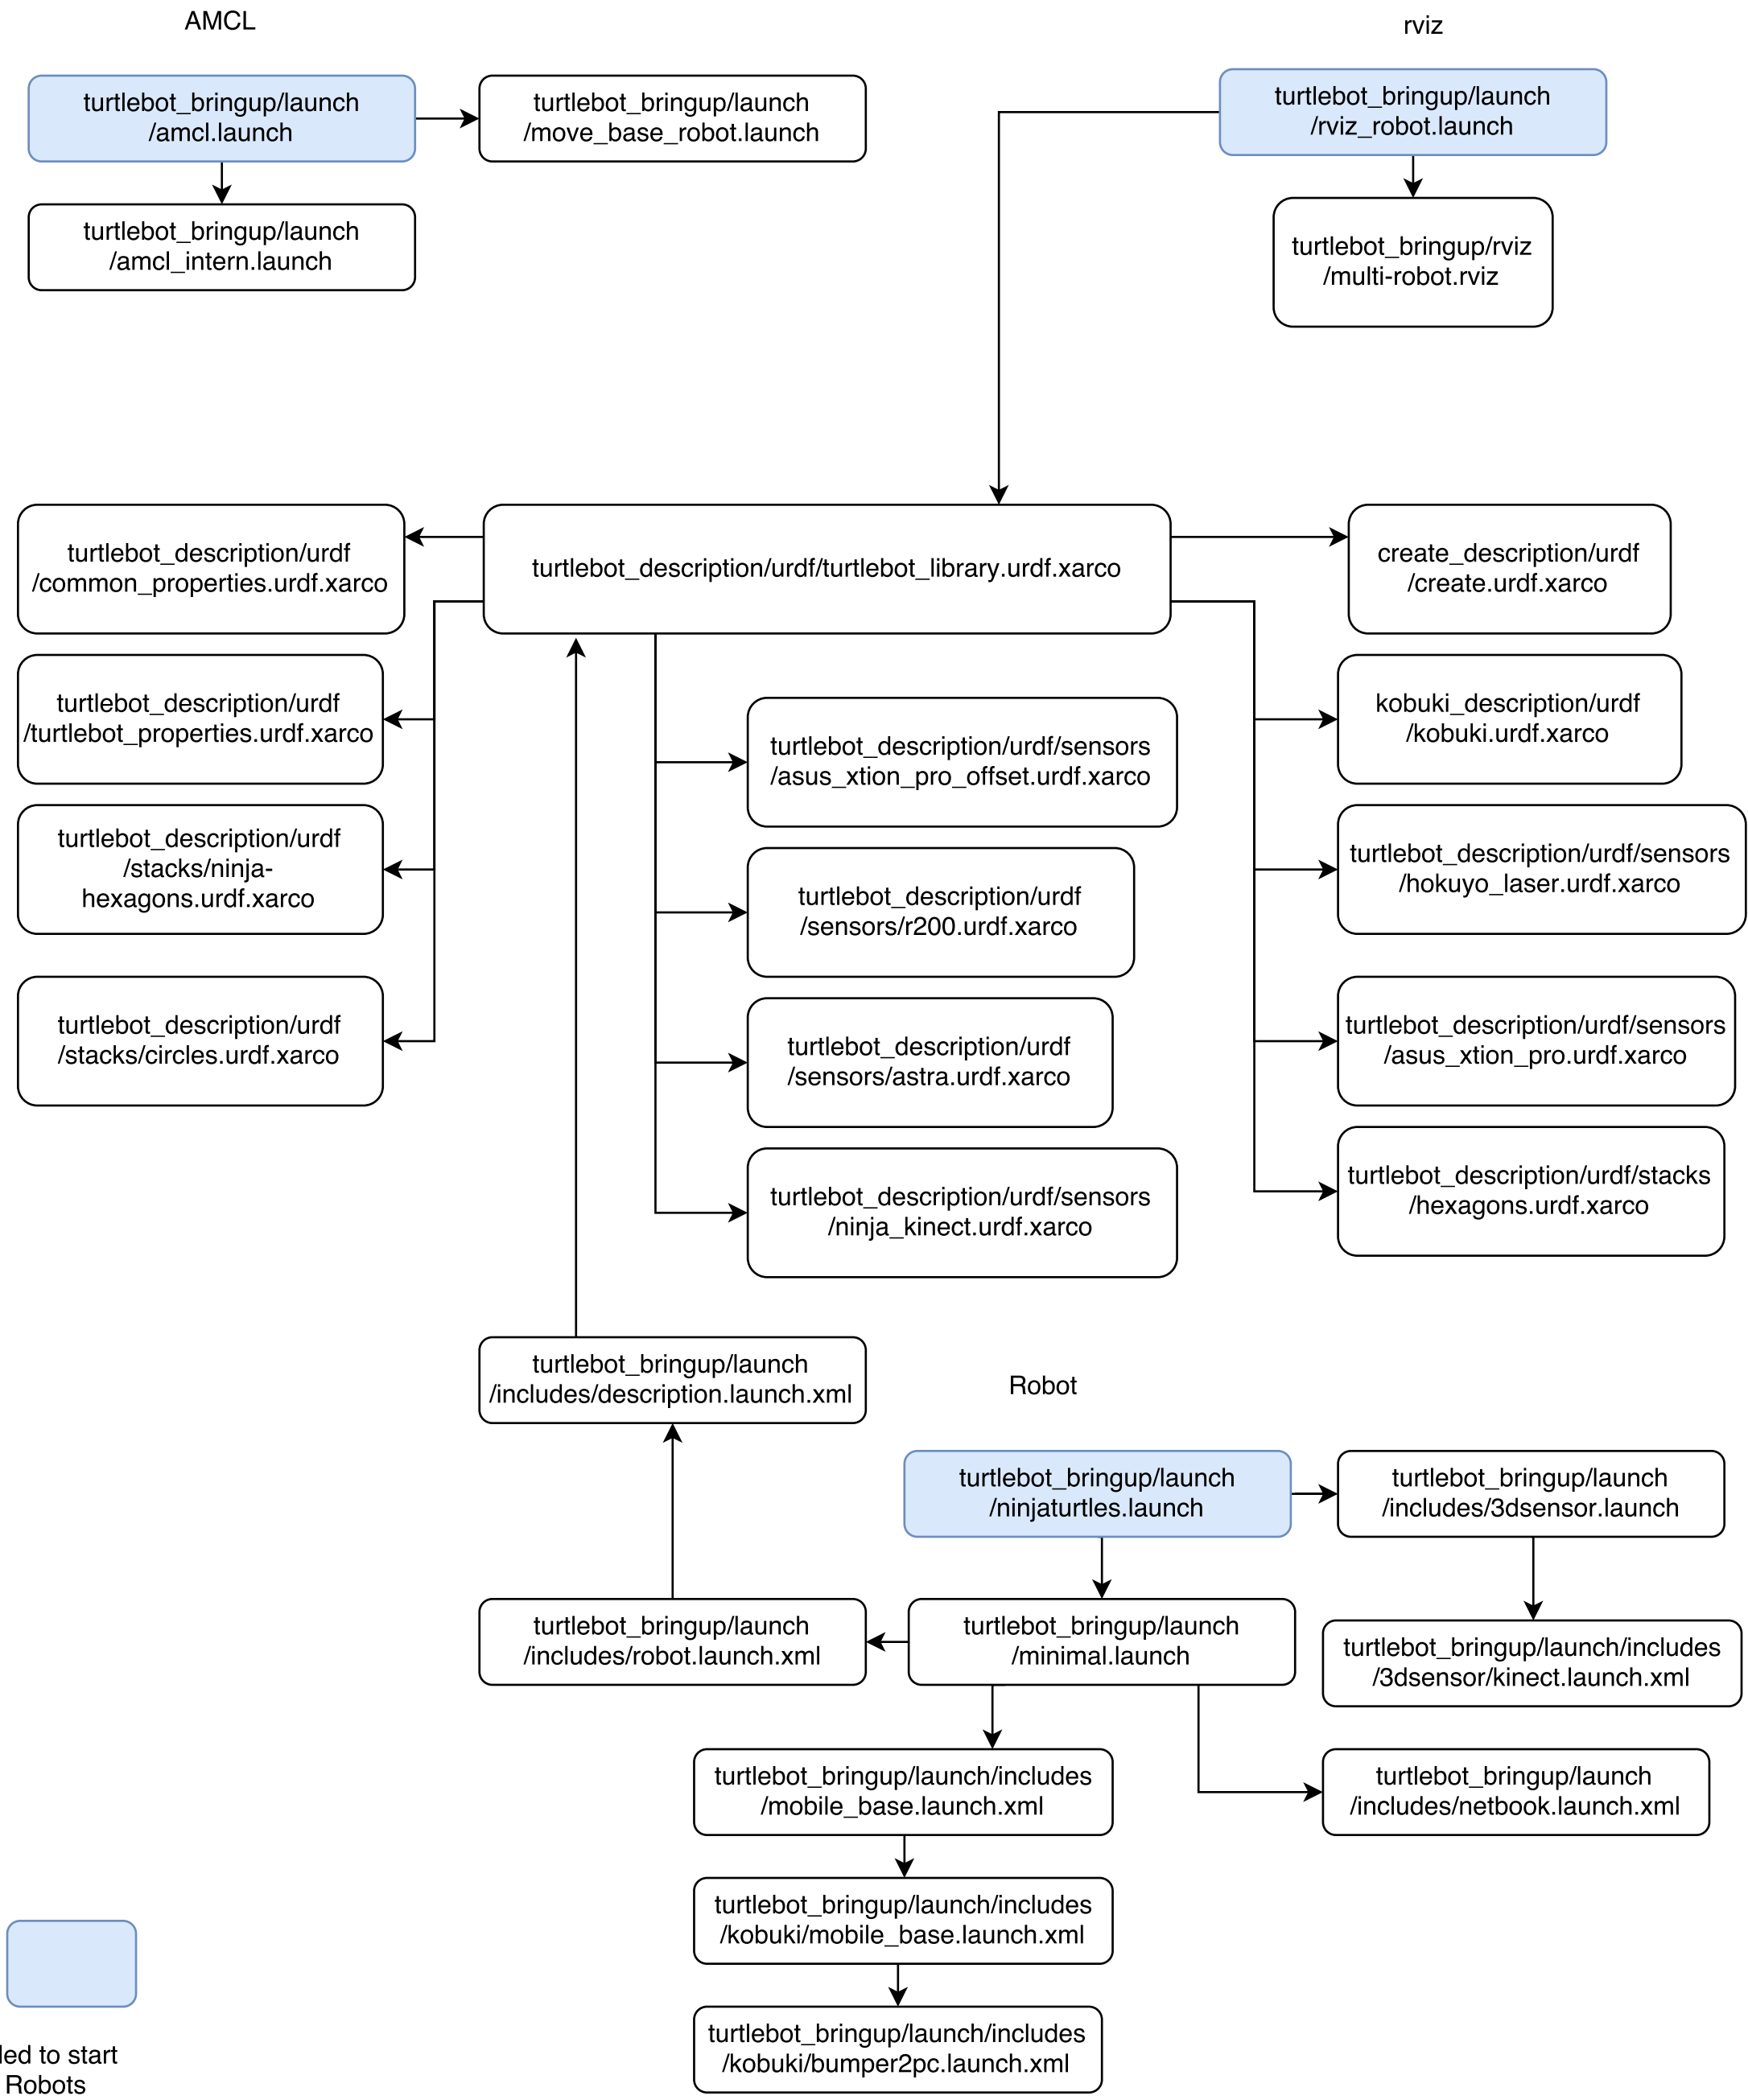 AMCL
rviz
turtlebot_bringup/launch
/amcl.launch
turtlebot_bringup/launch
/move_base_robot.launch
turtlebot_bringup/launch
/rviz_robot.launch
turtlebot_bringup/launch
/amcl_intern.launch
turtlebot_bringup/rviz
/multi-robot.rviz
turtlebot_description/urdf
/common_properties.urdf.xarco
turtlebot_description/urdf/turtlebot_library.urdf.xarco
create_description/urdf
/create.urdf.xarco
turtlebot_description/urdf
/turtlebot_properties.urdf.xarco
kobuki_description/urdf
/kobuki.urdf.xarco
turtlebot_description/urdf/sensors
/asus_xtion_pro_offset.urdf.xarco
turtlebot_description/urdf
/stacks/ninja-
hexagons.urdf.xarco
turtlebot_description/urdf/sensors
/hokuyo_laser.urdf.xarco
turtlebot_description/urdf
/sensors/r200.urdf.xarco
turtlebot_description/urdf
/stacks/circles.urdf.xarco
turtlebot_description/urdf/sensors
/asus_xtion_pro.urdf.xarco
turtlebot_description/urdf
/sensors/astra.urdf.xarco
turtlebot_description/urdf/stacks
/hexagons.urdf.xarco
turtlebot_description/urdf/sensors
/ninja_kinect.urdf.xarco
turtlebot_bringup/launch
/includes/description.launch.xml
Robot
turtlebot_bringup/launch
/ninjaturtles.launch
turtlebot_bringup/launch
/includes/3dsensor.launch
turtlebot_bringup/launch
/includes/robot.launch.xml
turtlebot_bringup/launch
/minimal.launch
turtlebot_bringup/launch/includes
/3dsensor/kinect.launch.xml
turtlebot_bringup/launch/includes
/mobile_base.launch.xml
turtlebot_bringup/launch
/includes/netbook.launch.xml
turtlebot_bringup/launch/includes
/kobuki/mobile_base.launch.xml
turtlebot_bringup/launch/includes
/kobuki/bumper2pc.launch.xml
to start
Robots